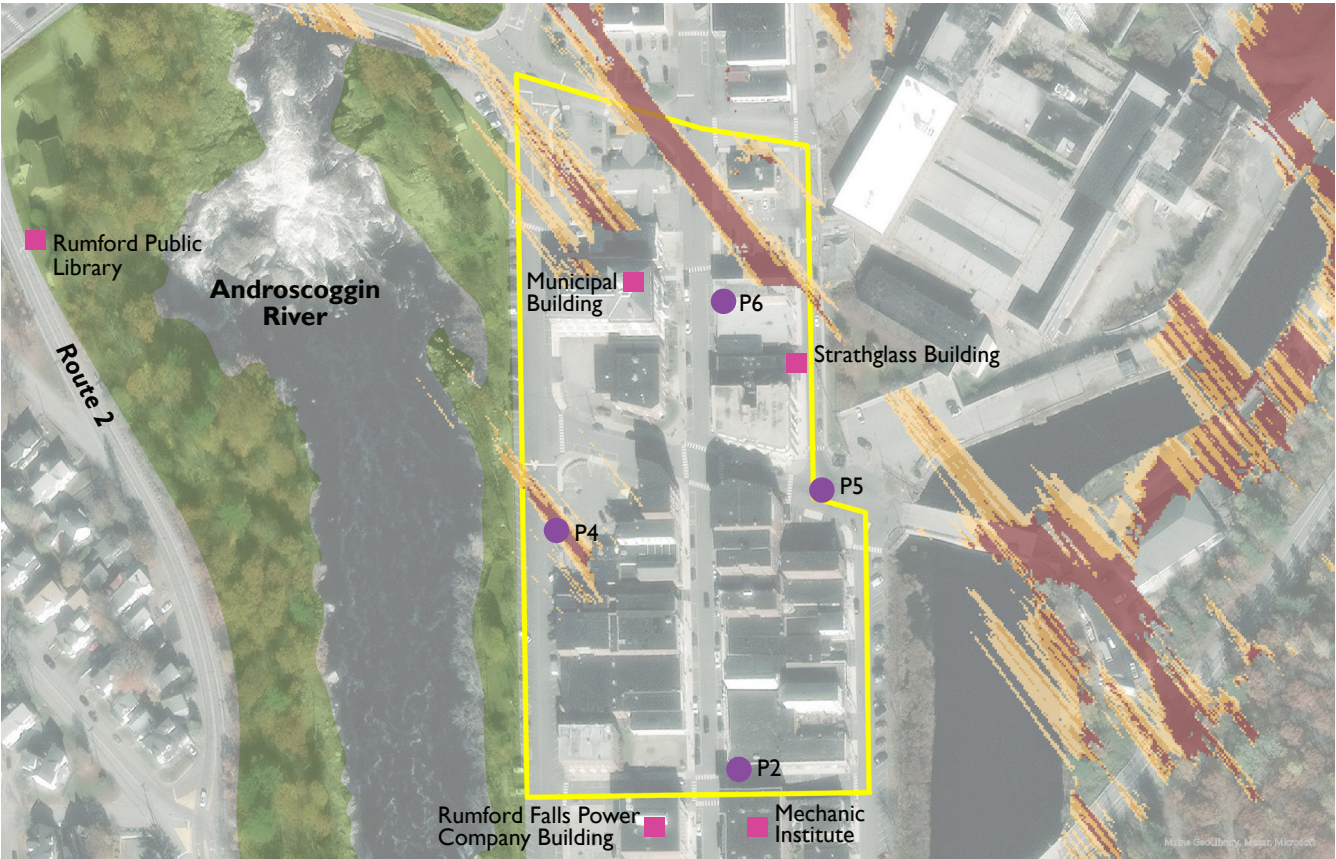 Rumford Public
Library
Androscoggin
River
Route 2
Municipal
Building
P6
Strathglass Building
P5
P4
P2
Rumford Falls Power
Company Building
Mechanic
Institute
Maine GeoLibrary, Maxar, Microsoft